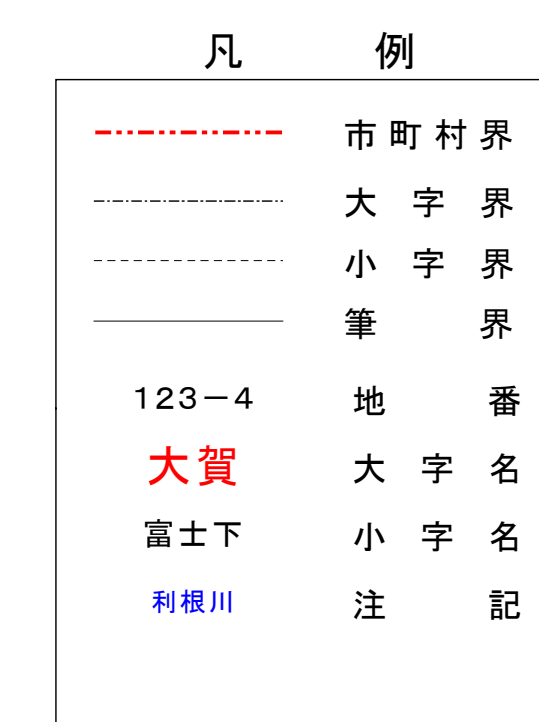 凡例
市町村界
大字界
小字界
筆界
123－4 地番
大賀 大字名
富士下 小字名
利根川 注記